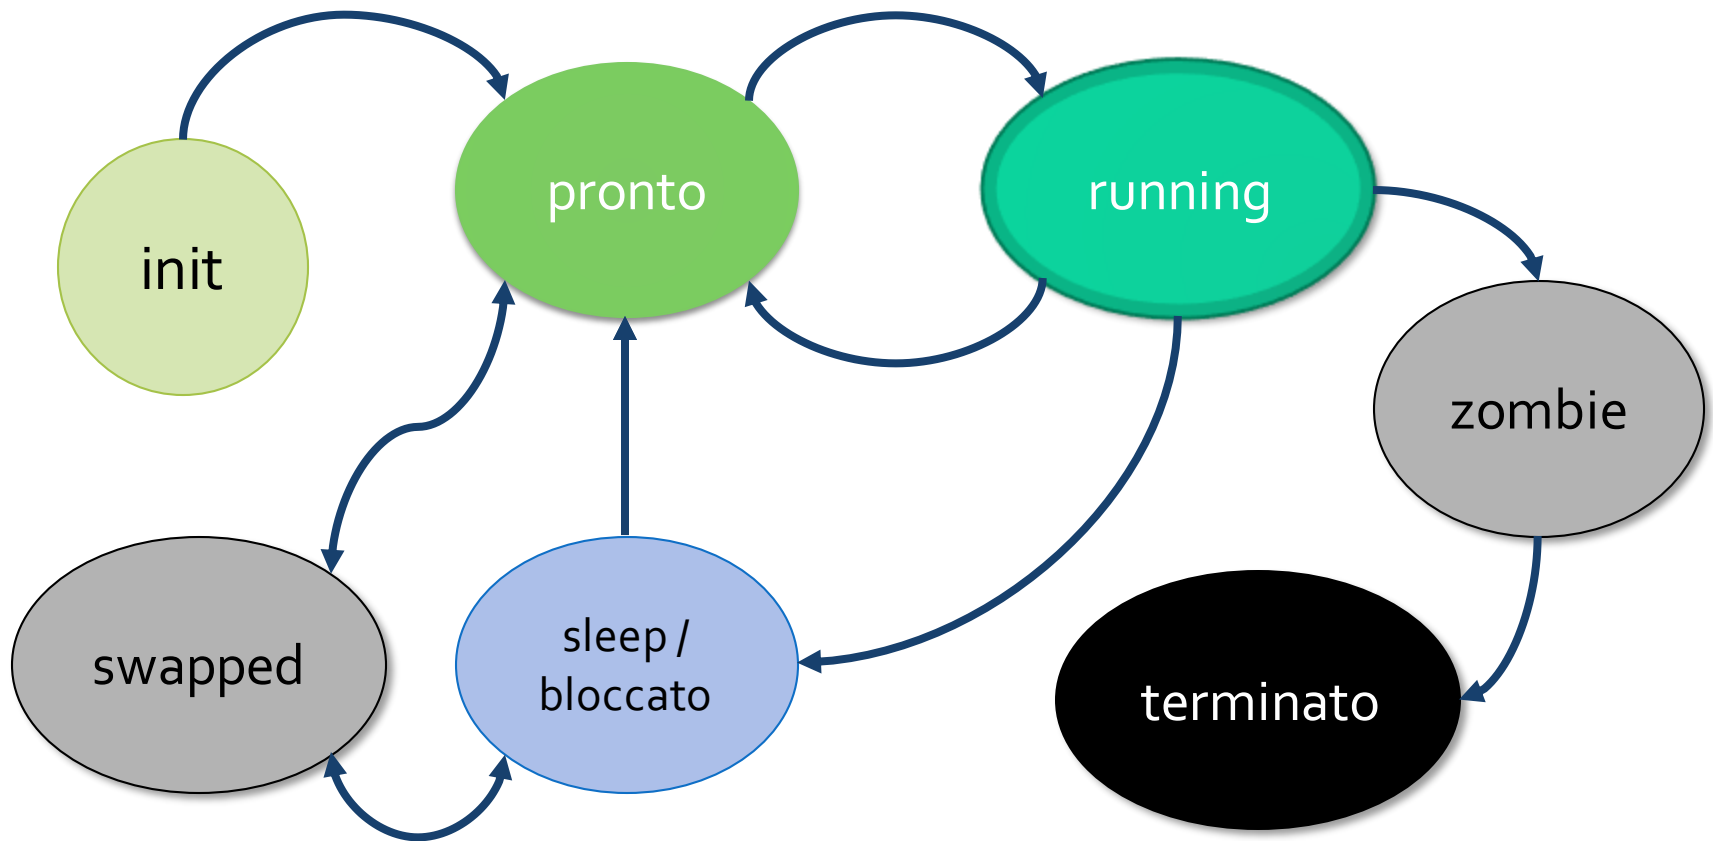 init
pronto
running
zombie
swapped
sleep /
bloccato
terminato